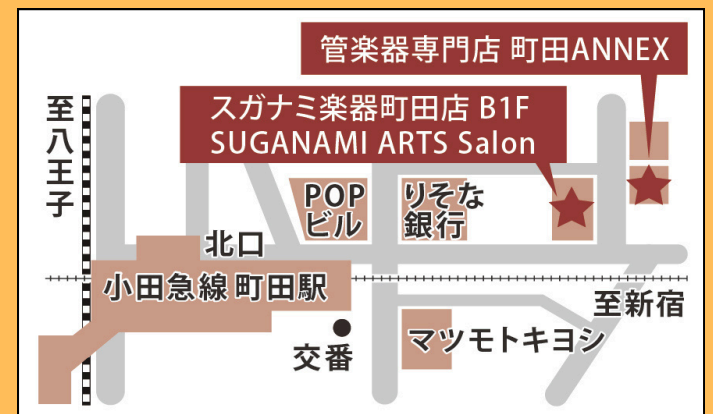 管楽器専門店 町田ANNEX
スガナミ楽器町田店 B1F
SUGANAMI ARTS Salon
至八王子
POP
ビル
りそな
銀行
北口
小田急線 町田駅
至新宿
交番
マツモトキヨシ